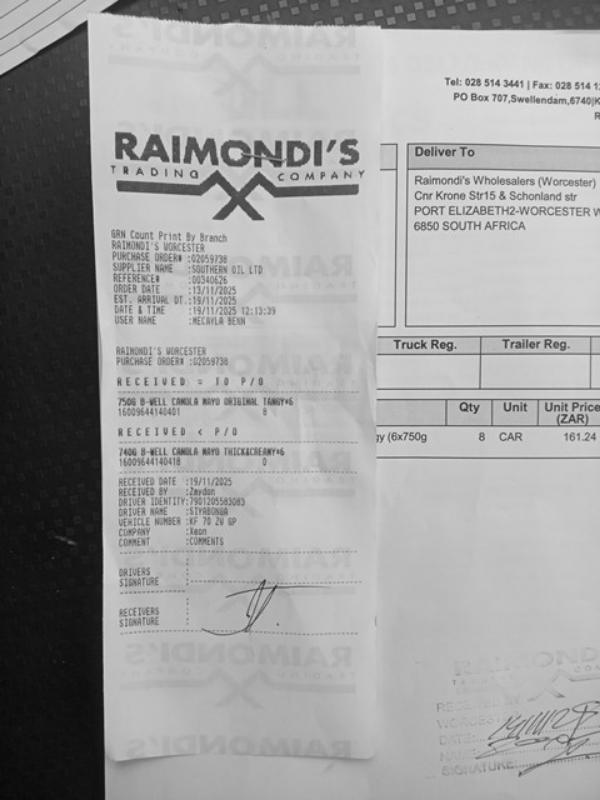 RAIMONDI'S
TRADING COMPANY
GRN Count Print By Branch
RAIMONDI'S WORCESTER
PURCHASE ORDER# :02059738
SUPPLIER NAME :SOUTHERN OIL LTD
REFERENCE# :00340626
ORDER DATE :13/11/2025
EST. ARRIVAL DT.:19/11/2025
DATE & TIME :19/11/2025 12:13:39
USER NAME :MECAYLA BENN
RAIMONDI'S WORCESTER
PURCHASE ORDER# :02059738
RECEIVED = TO P/O
750G B-WELL CANOLA MAYO ORIGINAL TANGY*6
16009644140401 8
RECEIVED < P/O
740G B-WELL CANOLA MAYO THICK&CREAMY*6
16009644140418 0
RECEIVED DATE :19/11/2025
RECEIVED BY :Zaydon
DRIVER IDENTITY:7901205583083
DRIVER NAME :SIYABONGA
VEHICLE NUMBER :KF 70 ZW GP
COMPANY :Xeon
COMMENT :COMMENTS
DRIVERS :
SIGNATURE :
RECEIVERS :
SIGNATURE :
Tel: 028 514 3441 | Fax: 028 514
PO Box 707,Swellendam,6740
Deliver To
Raimondi's Wholesalers (Worcester)
Cnr Krone Str15 & Schonland str
PORT ELIZABETH2-WORCESTER W
6850 SOUTH AFRICA
Truck Reg. Trailer Reg.
Qty Unit Unit Price
(ZAR)
gy (6x750g 8 CAR 161.24
RAIMOND
RECEIVED BY
WORCEST
DATE:
NAME
SIGNATURE: